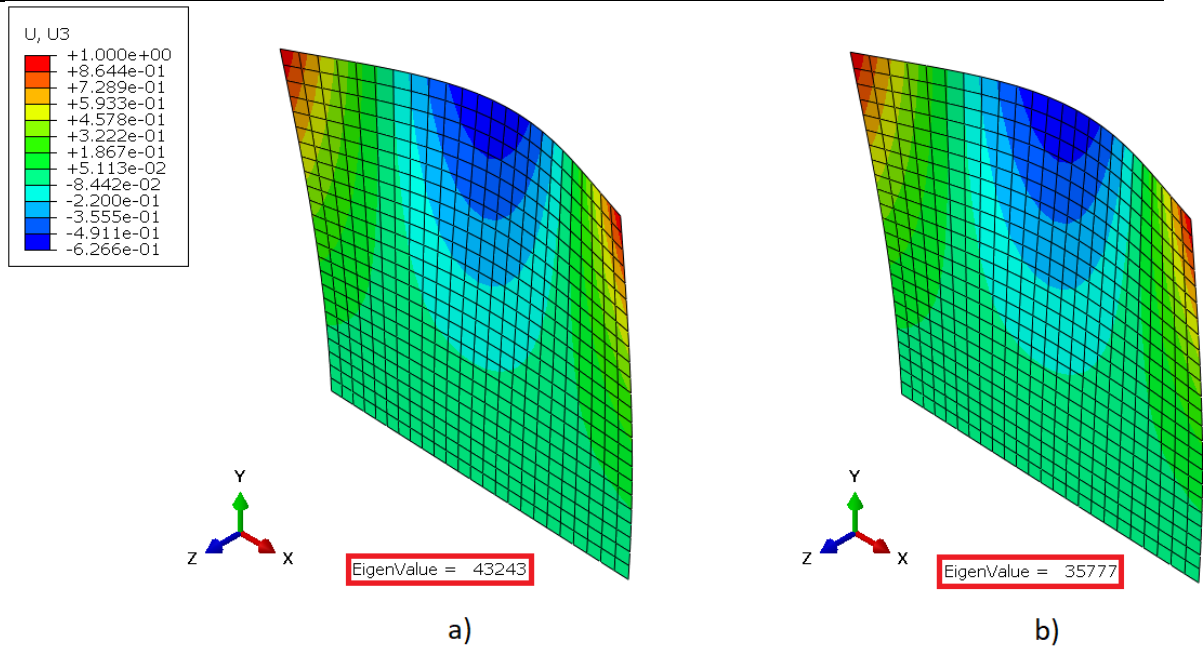 U, U3
+1.000e+00
+8.644e-01
+7.289e-01
+5.933e-01
+4.578e-01
+3.222e-01
+1.867e-01
+5.113e-02
-8.442e-02
-2.200e-01
-3.555e-01
-4.911e-01
-6.266e-01
Y
Z
X
EigenValue = 43243
a)
Y
Z
X
EigenValue = 35777
b)